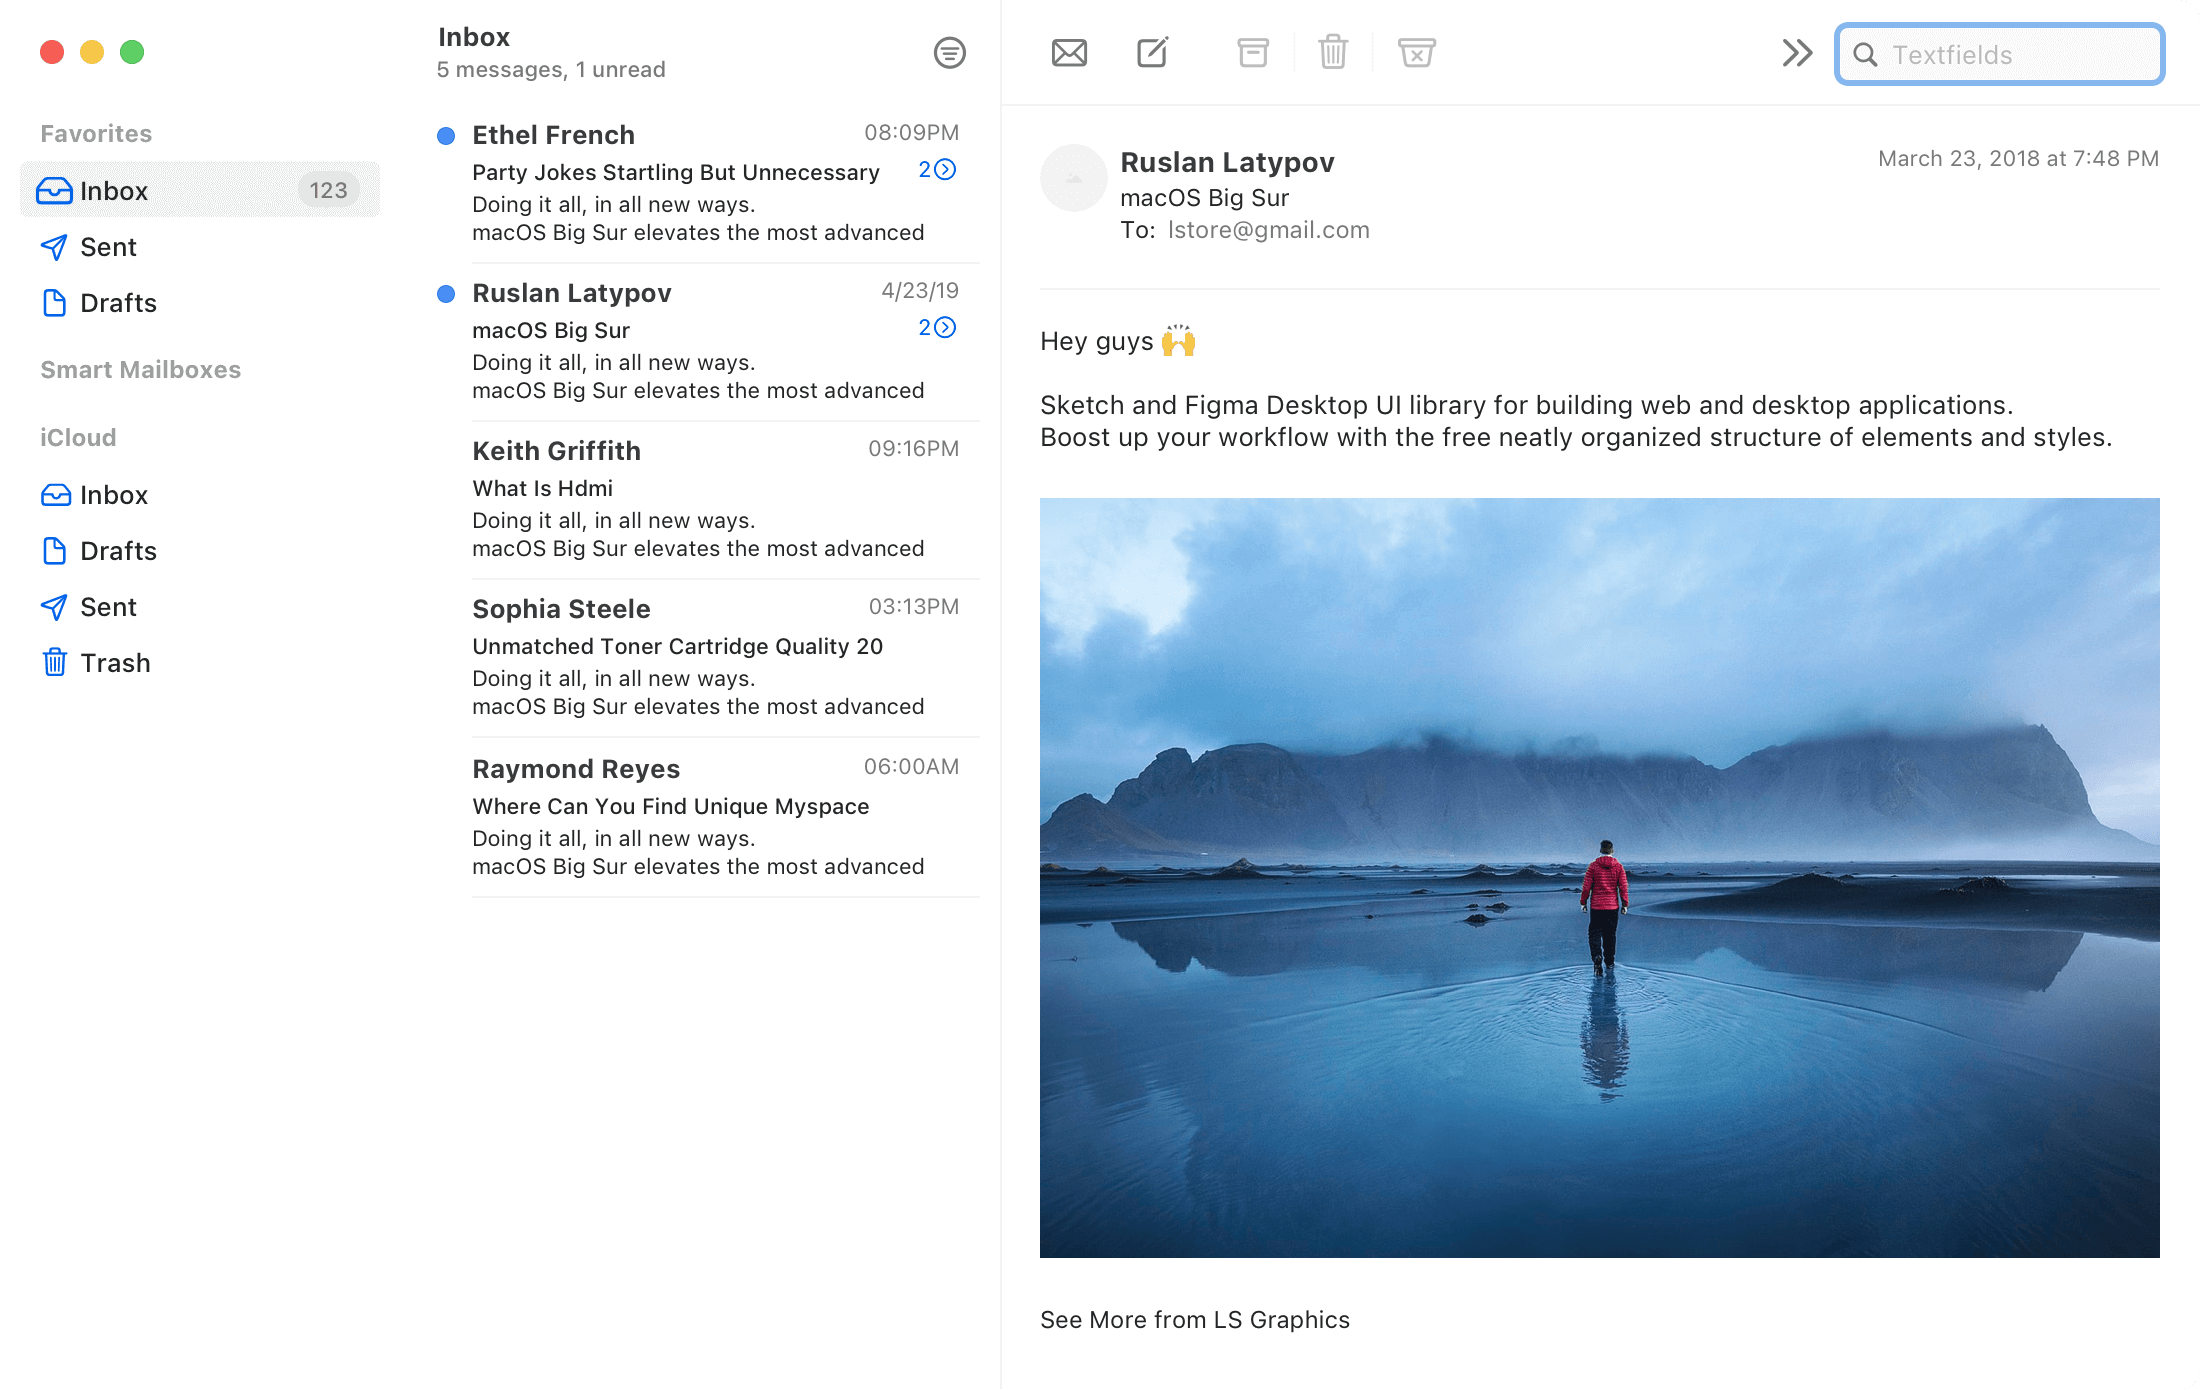 Favorites
Inbox 123
Sent
Drafts
Smart Mailboxes
iCloud
Inbox
Drafts
Sent
Trash
Inbox
5 messages, 1 unread
Ethel French 08:09PM
Party Jokes Startling But Unnecessary 2
Doing it all, in all new ways.
macOS Big Sur elevates the most advanced
Ruslan Latypov 4/23/19
macOS Big Sur 2
Doing it all, in all new ways.
macOS Big Sur elevates the most advanced
Keith Griffith 09:16PM
What Is Hdmi
Doing it all, in all new ways.
macOS Big Sur elevates the most advanced
Sophia Steele 03:13PM
Unmatched Toner Cartridge Quality 20
Doing it all, in all new ways.
macOS Big Sur elevates the most advanced
Raymond Reyes 06:00AM
Where Can You Find Unique Myspace
Doing it all, in all new ways.
macOS Big Sur elevates the most advanced
Textfields
Ruslan Latypov March 23, 2018 at 7:48 PM
macOS Big Sur
To: lstore@gmail.com
Hey guys 🙌
Sketch and Figma Desktop UI library for building web and desktop applications.
Boost up your workflow with the free neatly organized structure of elements and styles.
See More from LS Graphics